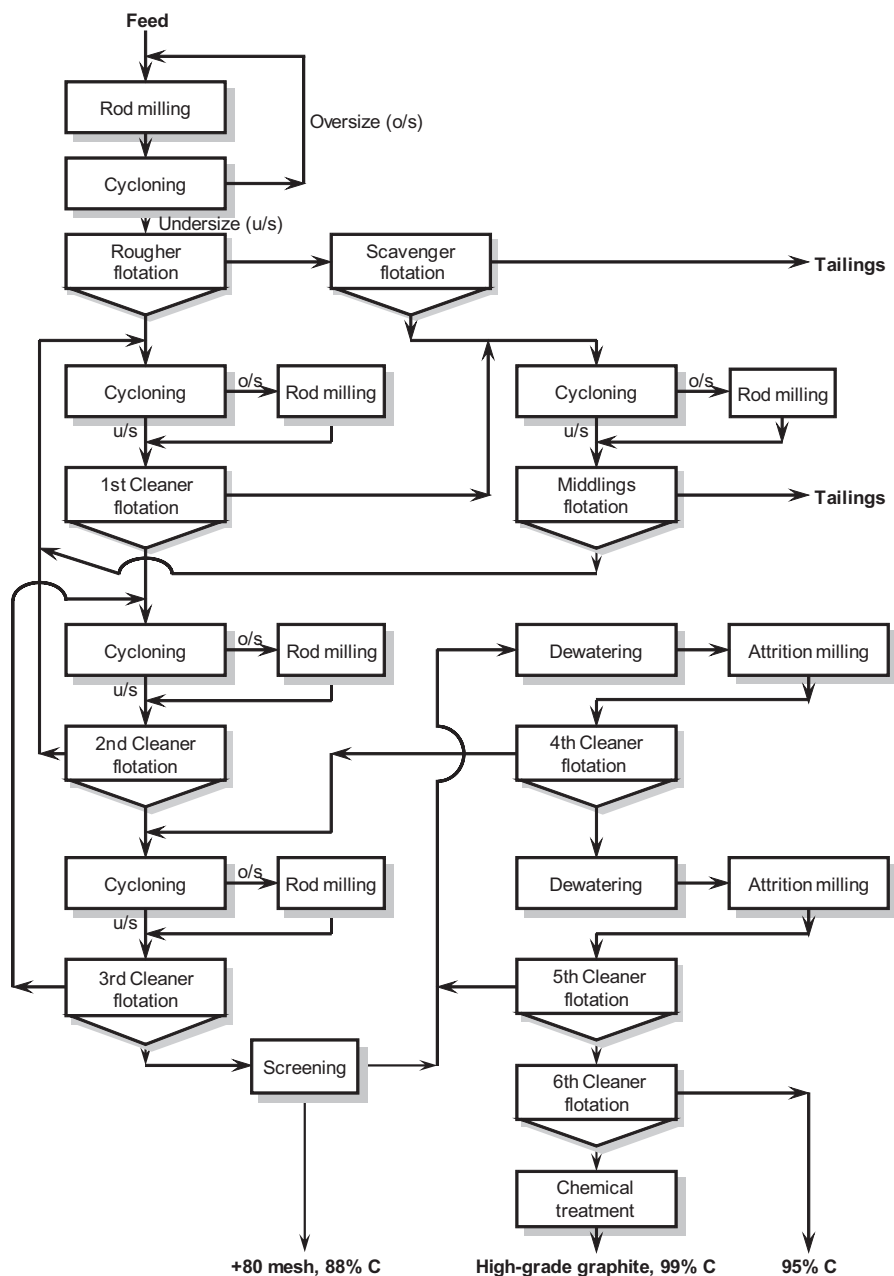 Feed
Rod milling
Oversize (o/s)
Cycloning
Undersize (u/s)
Rougher
flotation
Scavenger
flotation
Tailings
Cycloning
o/s
Rod milling
u/s
Cycloning
o/s
Rod milling
u/s
1st Cleaner
flotation
Middlings
flotation
Tailings
Cycloning
o/s
Rod milling
u/s
Dewatering
Attrition milling
2nd Cleaner
flotation
4th Cleaner
flotation
Cycloning
o/s
Rod milling
u/s
Dewatering
Attrition milling
3rd Cleaner
flotation
5th Cleaner
flotation
Screening
6th Cleaner
flotation
Chemical
treatment
+80 mesh, 88% C
High-grade graphite, 99% C
95% C